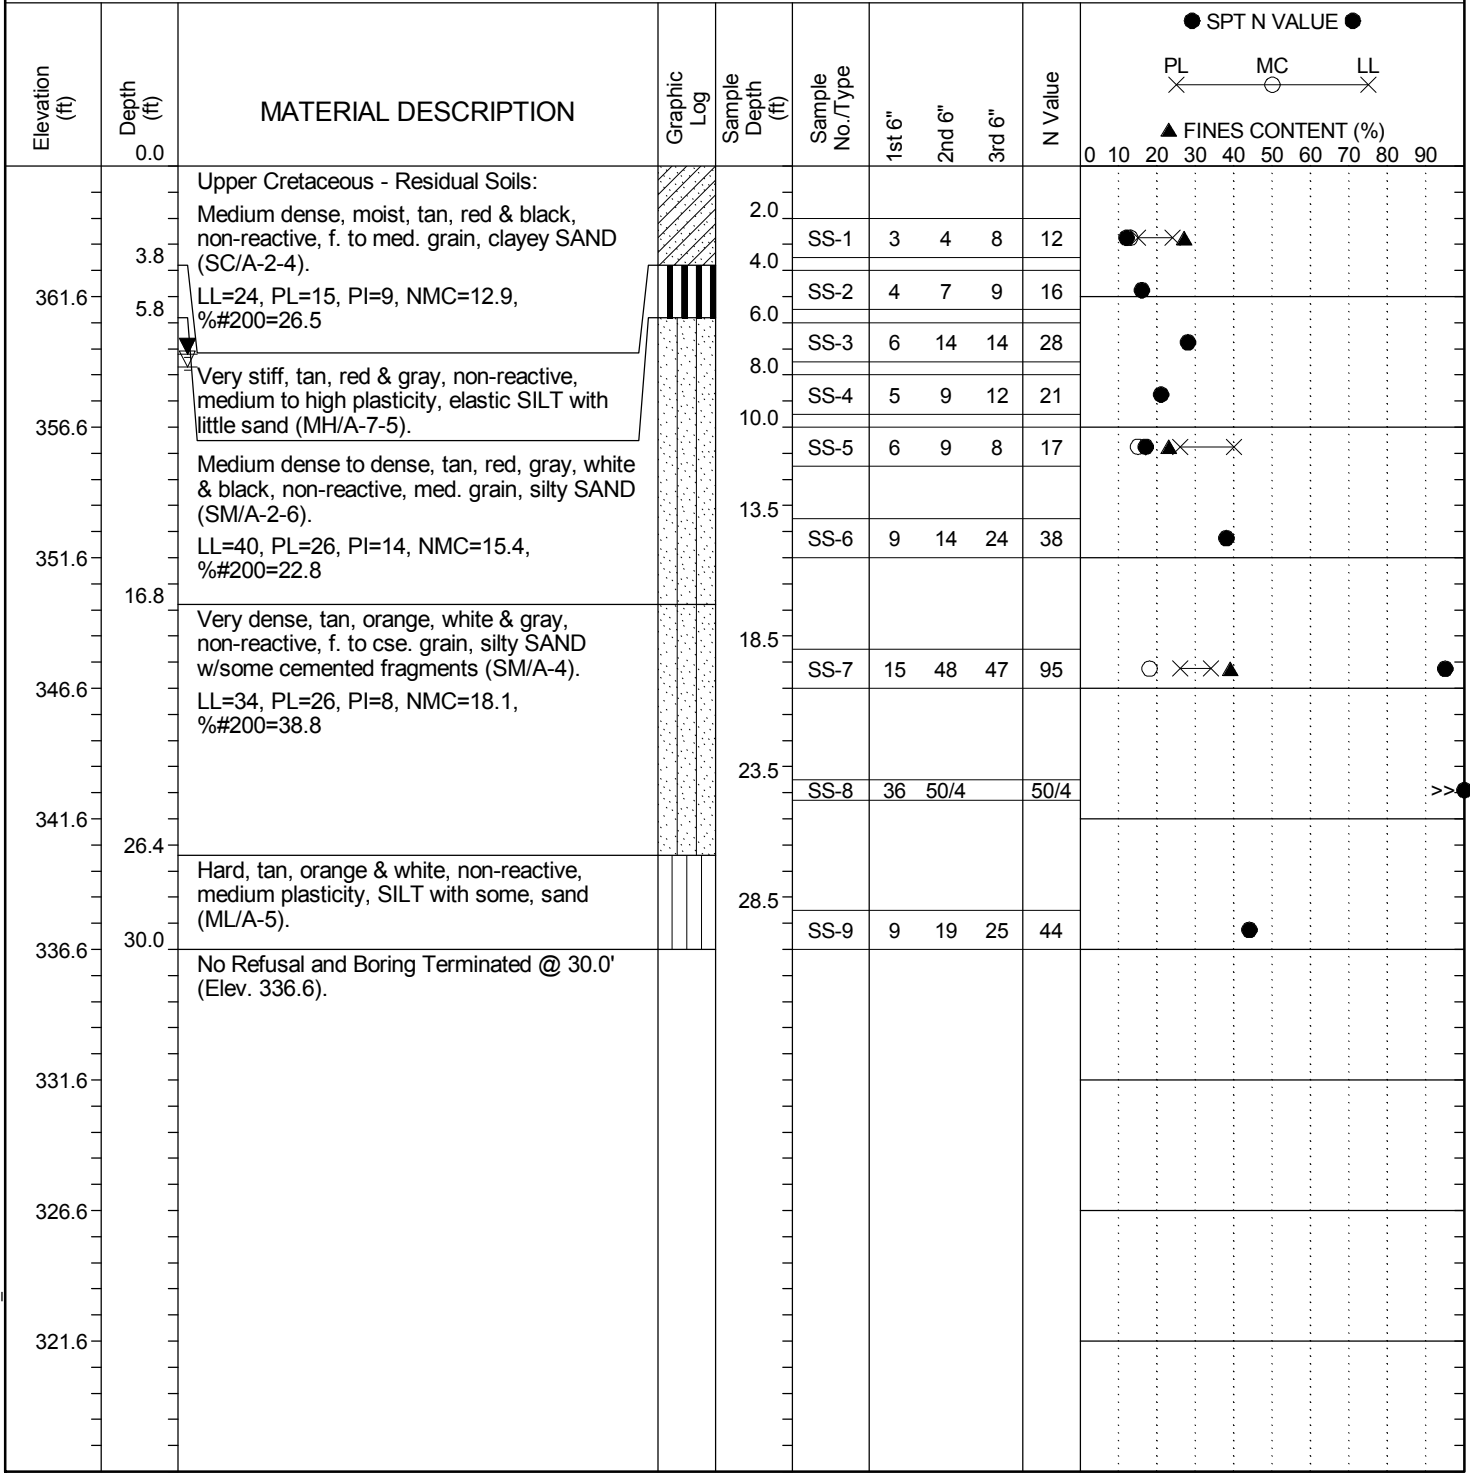 ● SPT N VALUE ●
PL MC LL
▲ FINES CONTENT (%)
0 10 20 30 40 50 60 70 80 90
Elevation (ft)
Depth (ft)
MATERIAL DESCRIPTION
Graphic Log
Sample Depth (ft)
Sample No./Type
1st 6"
2nd 6"
3rd 6"
N Value
0.0
Upper Cretaceous - Residual Soils:
Medium dense, moist, tan, red & black,
non-reactive, f. to med. grain, clayey SAND
(SC/A-2-4).
LL=24, PL=15, PI=9, NMC=12.9,
%#200=26.5
3.8
361.6
5.8
Very stiff, tan, red & gray, non-reactive,
medium to high plasticity, elastic SILT with
little sand (MH/A-7-5).
356.6
Medium dense to dense, tan, red, gray, white
& black, non-reactive, med. grain, silty SAND
(SM/A-2-6).
LL=40, PL=26, PI=14, NMC=15.4,
%#200=22.8
351.6
16.8
Very dense, tan, orange, white & gray,
non-reactive, f. to cse. grain, silty SAND
w/some cemented fragments (SM/A-4).
LL=34, PL=26, PI=8, NMC=18.1,
%#200=38.8
346.6
341.6
26.4
Hard, tan, orange & white, non-reactive,
medium plasticity, SILT with some, sand
(ML/A-5).
30.0
336.6
No Refusal and Boring Terminated @ 30.0'
(Elev. 336.6).
331.6
326.6
321.6
2.0
SS-1 3 4 8 12
4.0
SS-2 4 7 9 16
6.0
SS-3 6 14 14 28
8.0
SS-4 5 9 12 21
10.0
SS-5 6 9 8 17
13.5
SS-6 9 14 24 38
18.5
SS-7 15 48 47 95
23.5
SS-8 36 50/4 50/4 >>
28.5
SS-9 9 19 25 44